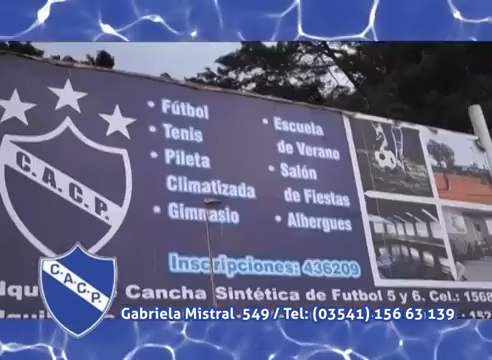 C.A.C.P.
• Fútbol
• Tenis
• Pileta
Climatizada
• Gimnasio
• Escuela
de Verano
• Salón
de Fiestas
• Albergues
Inscripciones: 436209
Cancha Sintética de Futbol 5 y 6. Cel.: 1568
C.A.C.P.
Gabriela Mistral 549 / Tel: (03541) 156 63 139